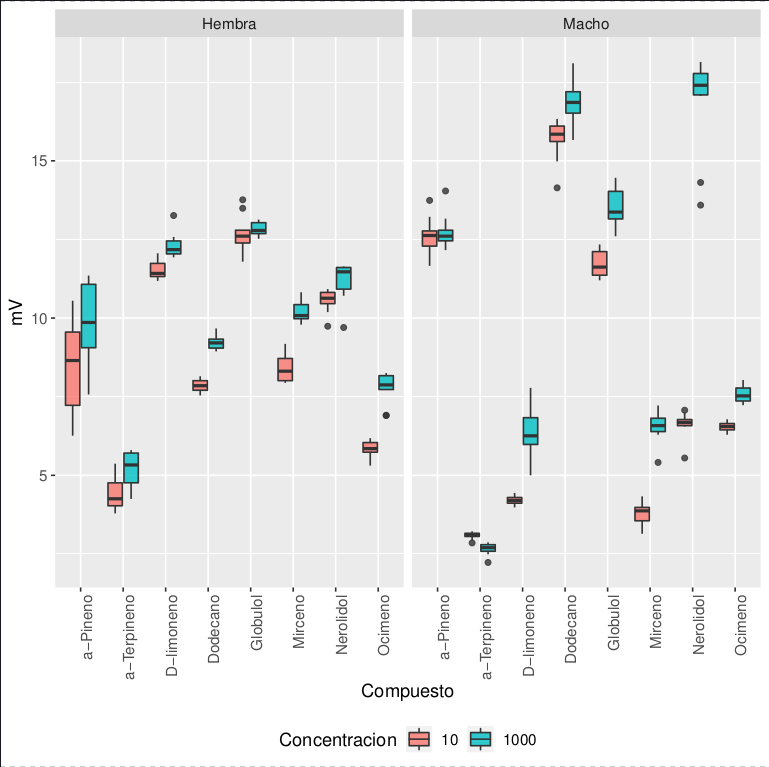 Hembra
Macho
mV
15
10
5
a−Pineno
a−Terpineno
D−limoneno
Dodecano
Globulol
Mirceno
Nerolidol
Ocimeno
a−Pineno
a−Terpineno
D−limoneno
Dodecano
Globulol
Mirceno
Nerolidol
Ocimeno
Compuesto
Concentracion 10 1000